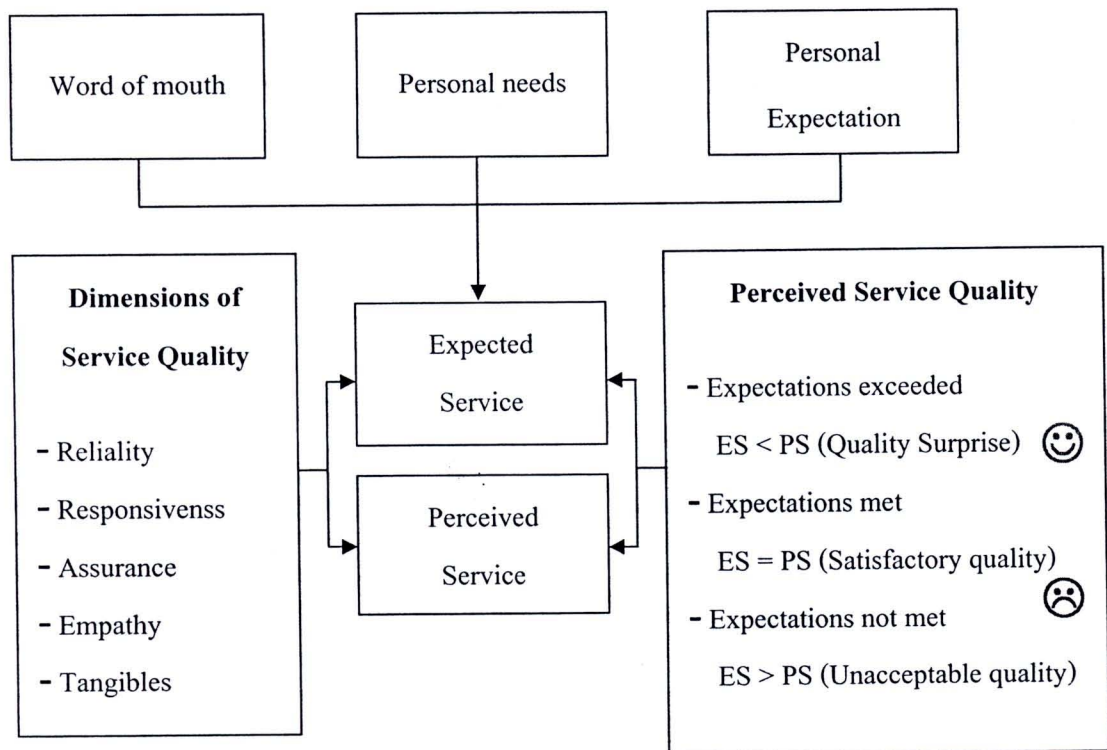 Word of mouth
Personal needs
Personal
Expectation
Dimensions of
Service Quality
- Reliality
- Responsivenss
- Assurance
- Empathy
- Tangibles
Expected
Service
Perceived
Service
Perceived Service Quality
- Expectations exceeded
ES < PS (Quality Surprise)
- Expectations met
ES = PS (Satisfactory quality)
- Expectations not met
ES > PS (Unacceptable quality)